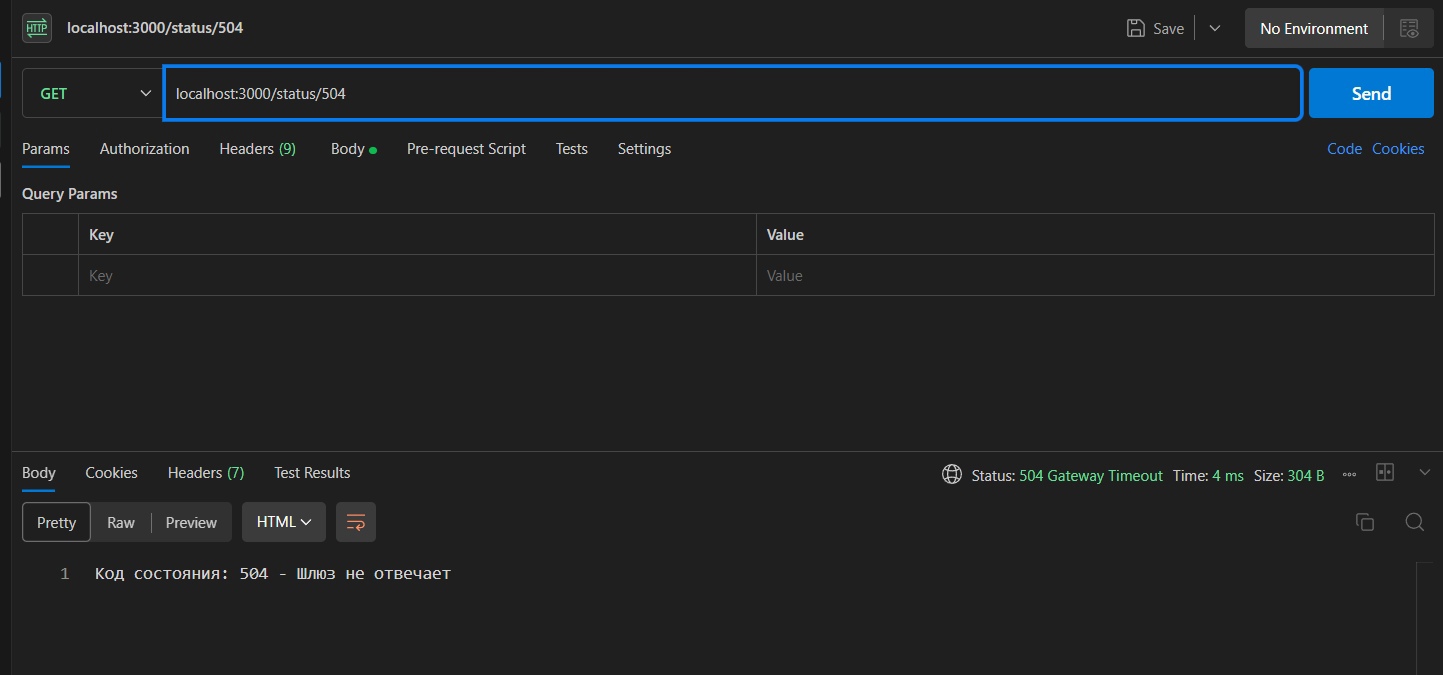 HTTP localhost:3000/status/504 Save No Environment
GET localhost:3000/status/504 Send
Params Authorization Headers (9) Body Pre-request Script Tests Settings Code Cookies
Query Params
Key Value
Key Value
Body Cookies Headers (7) Test Results Status: 504 Gateway Timeout Time: 4 ms Size: 304 B
Pretty Raw Preview HTML
1 Код состояния: 504 - Шлюз не отвечает